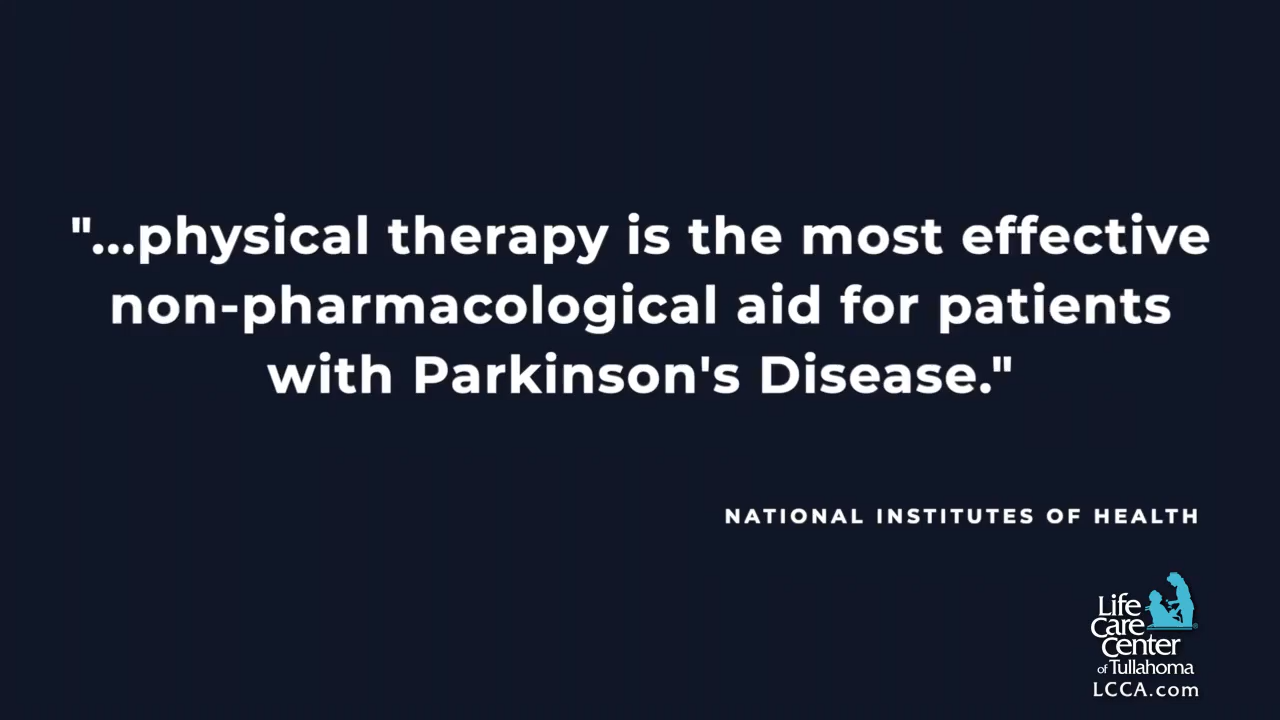 "...physical therapy is the most effective
non-pharmacological aid for patients
with Parkinson's Disease."
NATIONAL INSTITUTES OF HEALTH
Life
Care
Center
of Tullahoma
LCCA.com